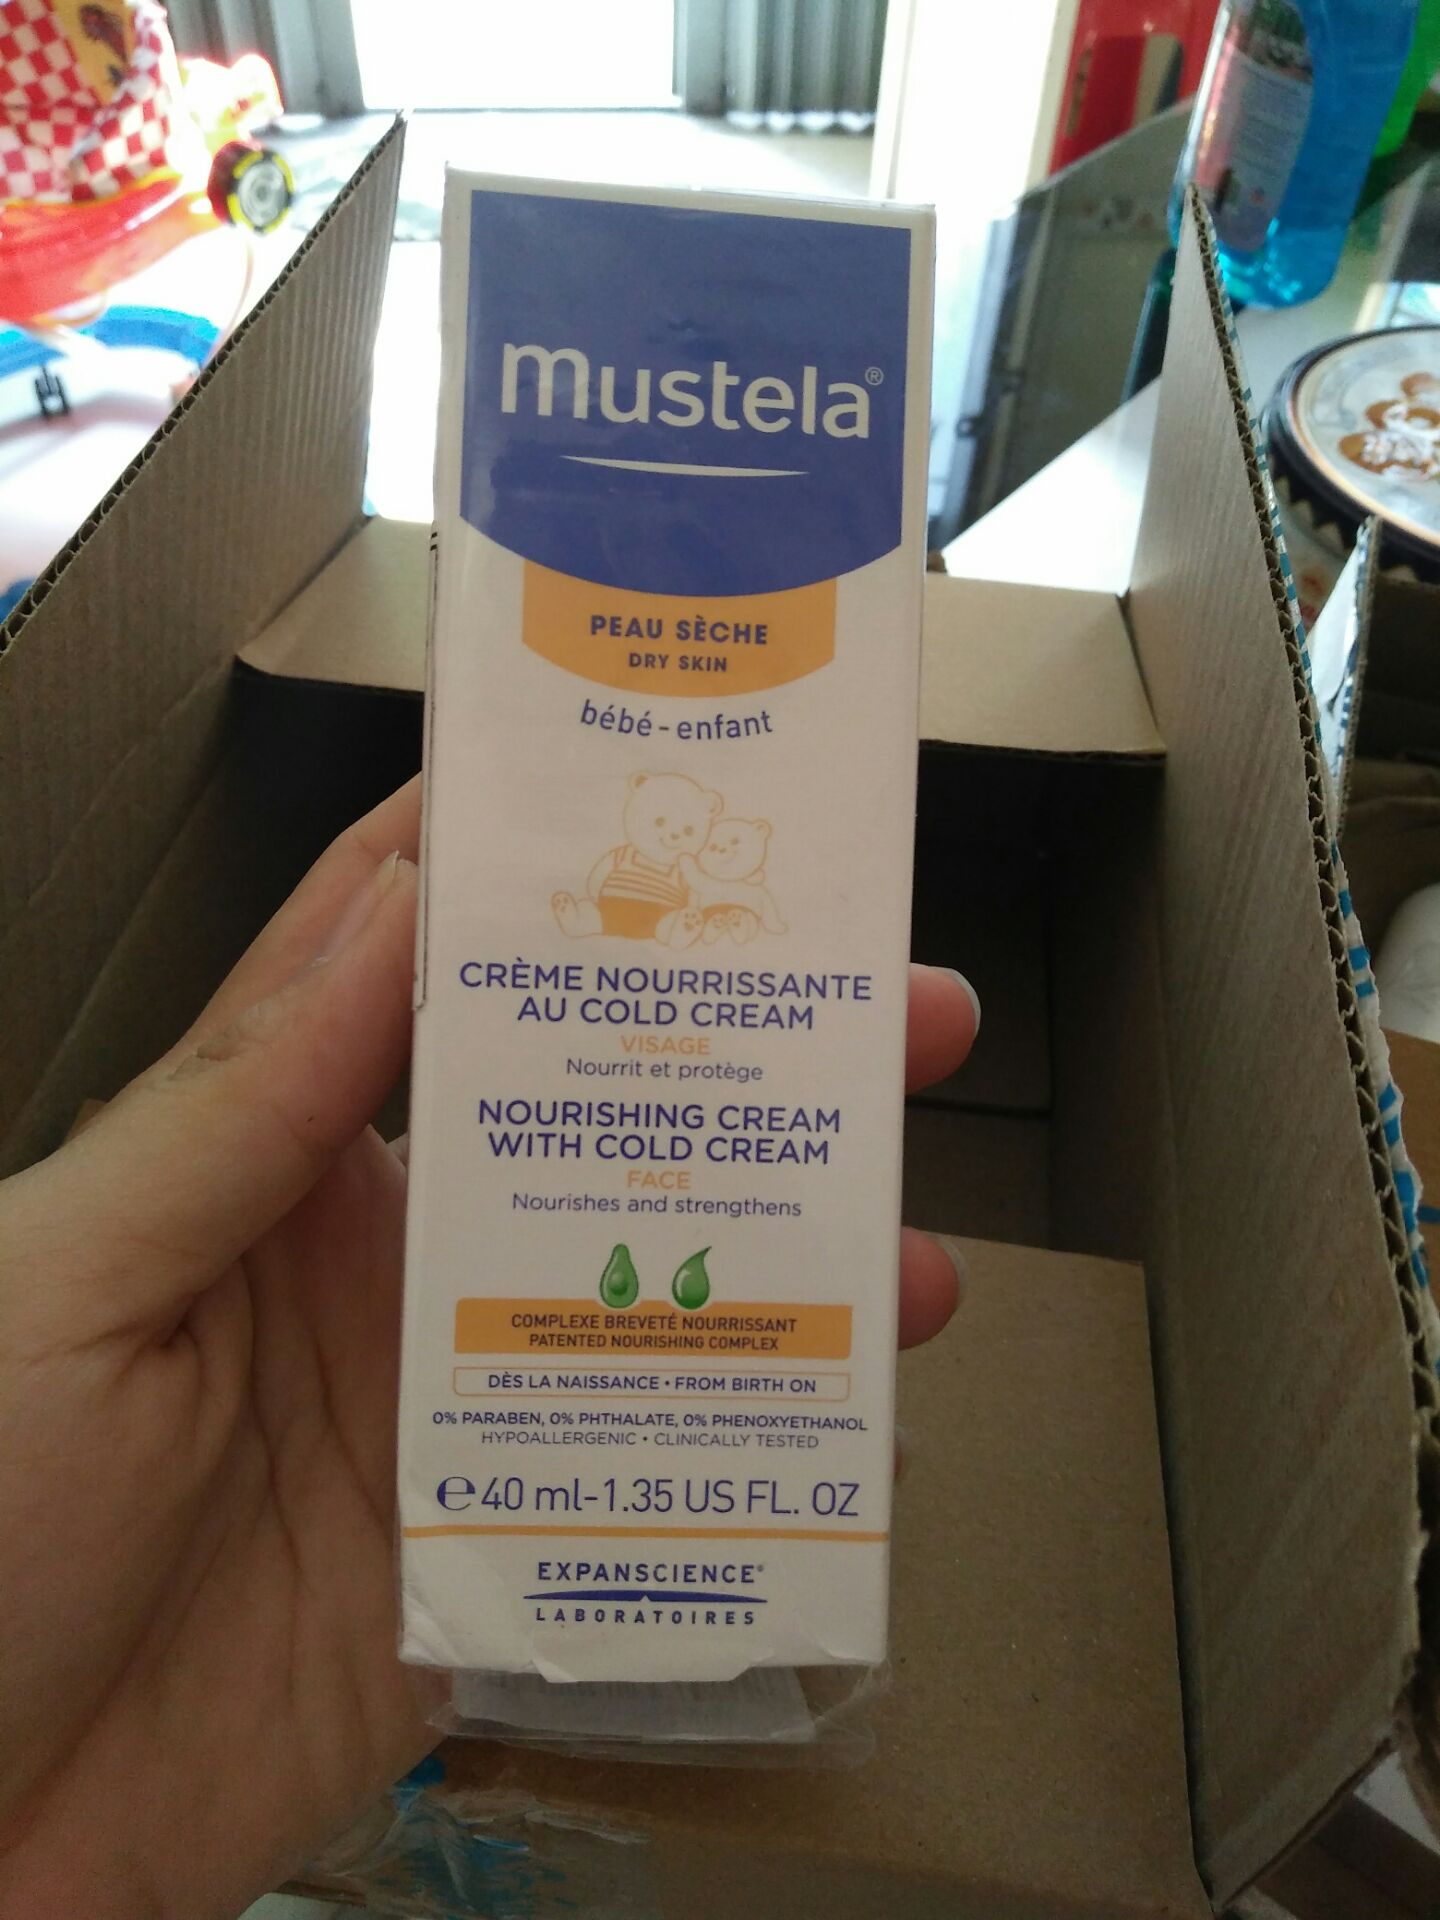 mustela®
PEAU SÈCHE
DRY SKIN
bébé-enfant
CRÈME NOURRISSANTE
AU COLD CREAM
VISAGE
Nourrit et protège
NOURISHING CREAM
WITH COLD CREAM
FACE
Nourishes and strengthens
COMPLEXE BREVETÉ NOURRISSANT
PATENTED NOURISHING COMPLEX
DÈS LA NAISSANCE • FROM BIRTH ON
0% PARABEN, 0% PHTHALATE, 0% PHENOXYETHANOL
HYPOALLERGENIC • CLINICALLY TESTED
℮ 40 ml-1.35 US FL. OZ
EXPANSCIENCE®
LABORATOIRES